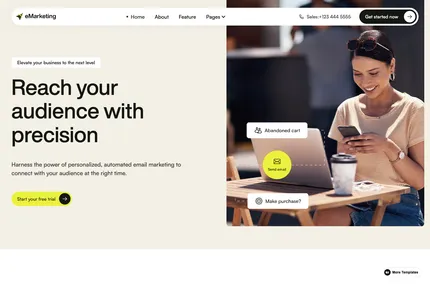 eMarketing
Home
About
Feature
Pages
Sales:+123 444 5555
Get started now
Elevate your business to the next level
Reach your
audience with
precision
Harness the power of personalized, automated email marketing to
connect with your audience at the right time.
Start your free trial
Abandoned cart
Send email
Make purchase?
More Templates